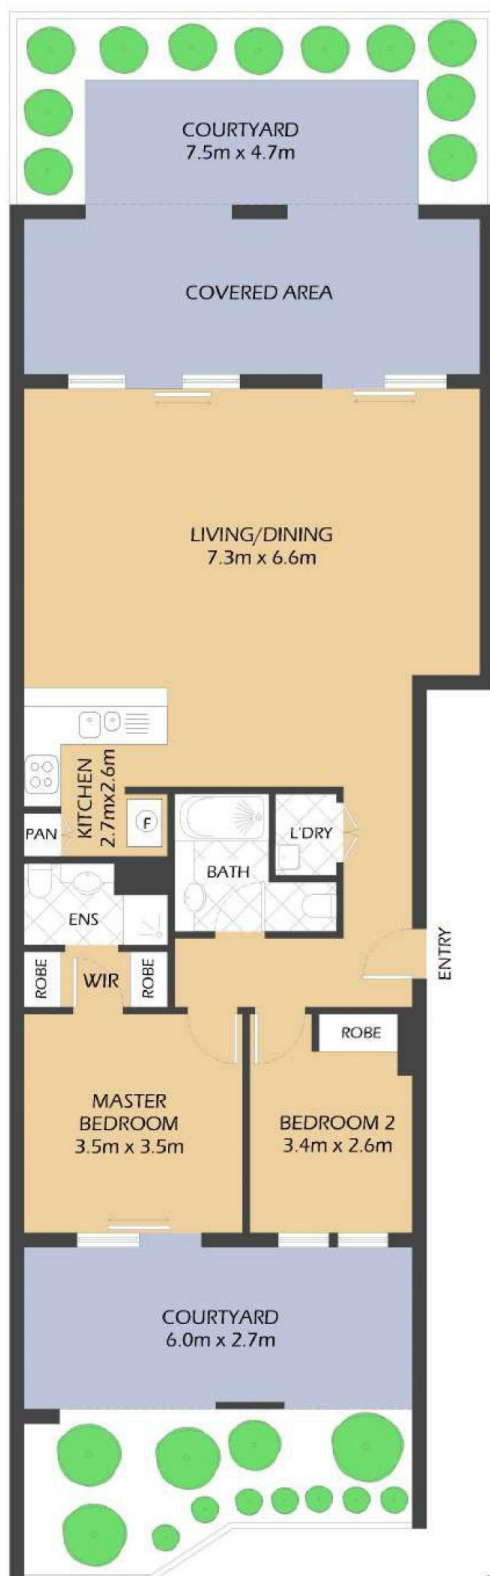 COURTYARD
7.5m x 4.7m
COVERED AREA
LIVING/DINING
7.3m x 6.6m
KITCHEN
2.7mx2.6m
F
PAN
L'DRY
BATH
ENS
ENTRY
ROBE
WIR
ROBE
ROBE
MASTER
BEDROOM
3.5m x 3.5m
BEDROOM 2
3.4m x 2.6m
COURTYARD
6.0m x 2.7m